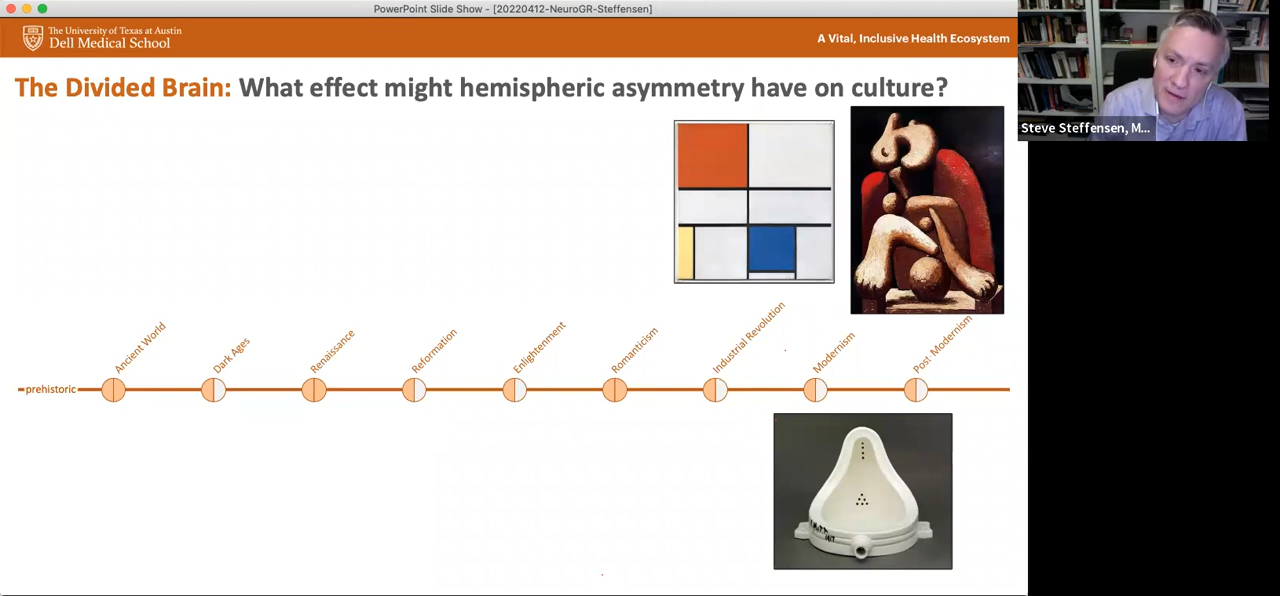 PowerPoint Slide Show - [20220412-NeuroGR-Steffensen]
The University of Texas at Austin
Dell Medical School
A Vital, Inclusive Health Ecosystem
Steve Steffensen, M...
The Divided Brain: What effect might hemispheric asymmetry have on culture?
prehistoric
Ancient World
Dark Ages
Renaissance
Reformation
Enlightenment
Romanticism
Industrial Revolution
Modernism
Post-Modernism